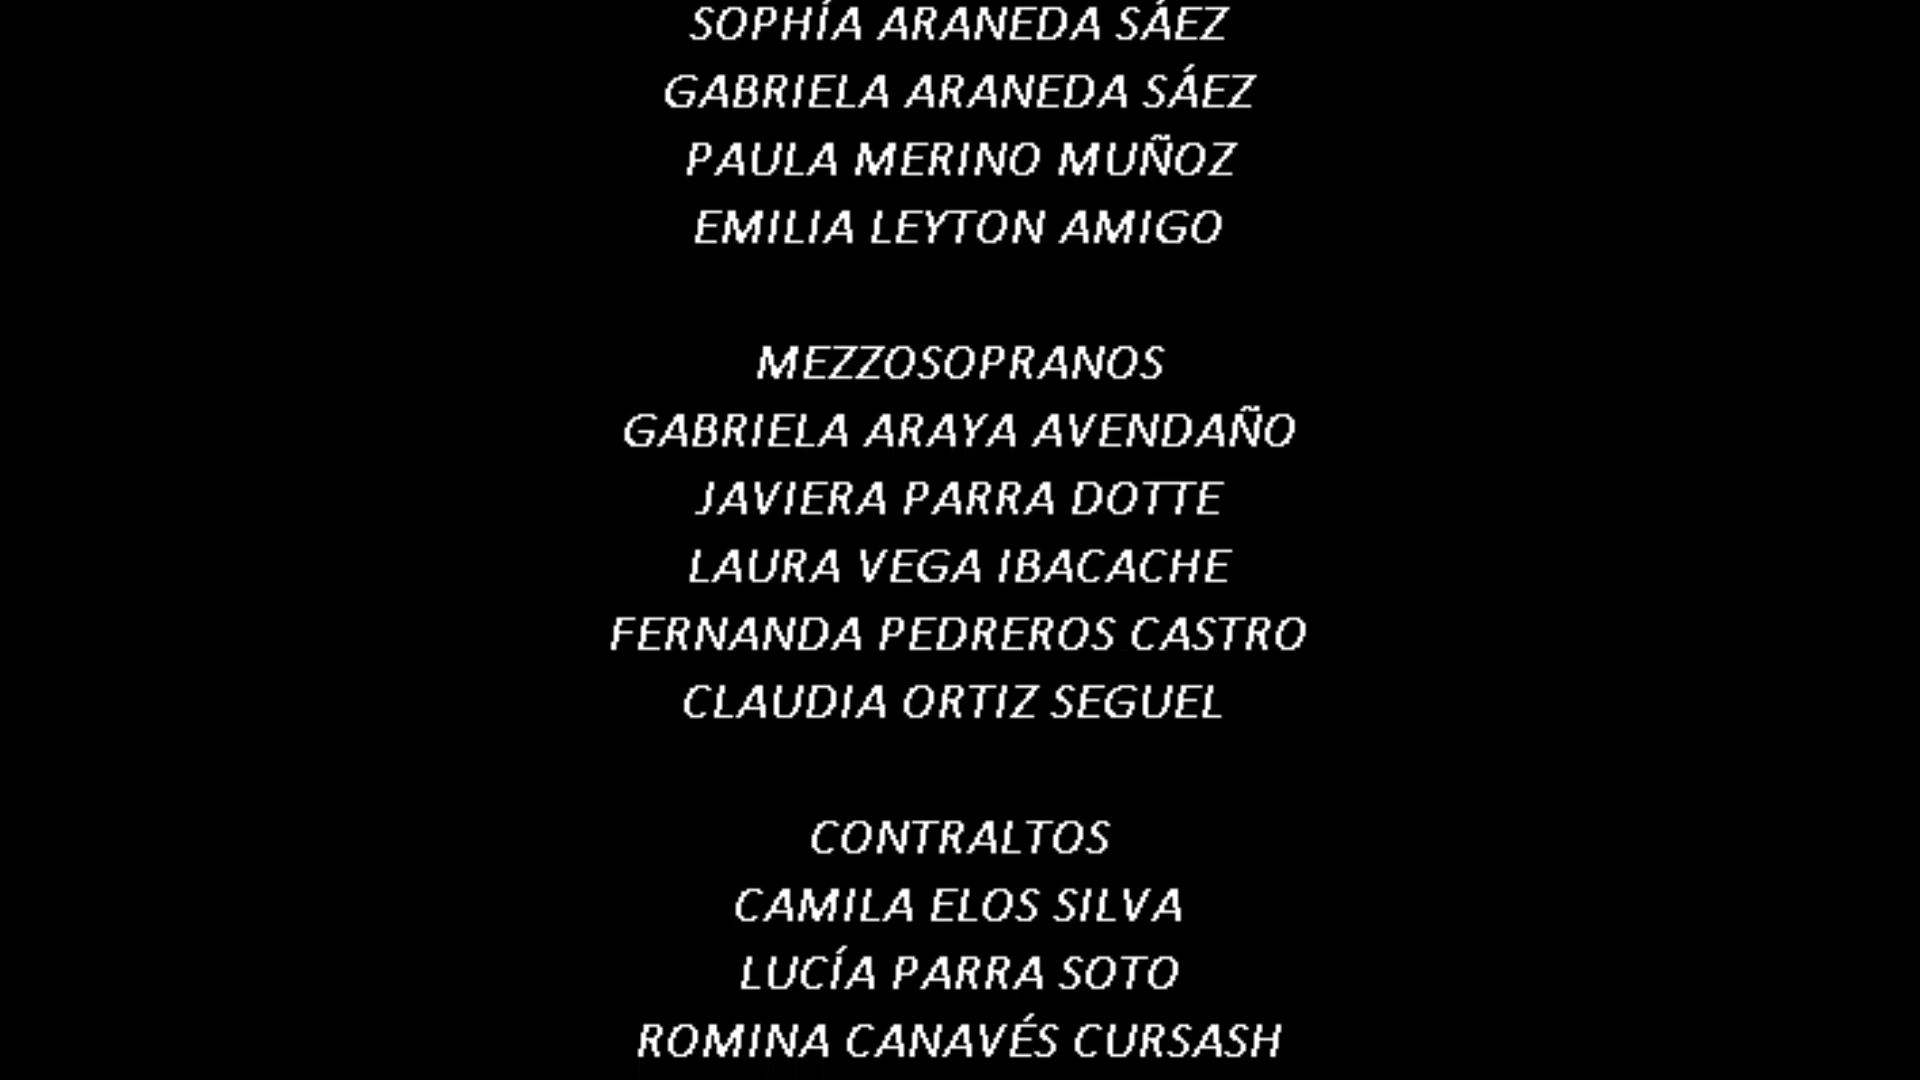 SOPHÍA ARANEDA SÁEZ
GABRIELA ARANEDA SÁEZ
PAULA MERINO MUÑOZ
EMILIA LEYTON AMIGO
MEZZOSOPRANOS
GABRIELA ARAYA AVENDAÑO
JAVIERA PARRA DOTTE
LAURA VEGA IBACACHE
FERNANDA PEDREROS CASTRO
CLAUDIA ORTIZ SEGUEL
CONTRALTOS
CAMILA ELOS SILVA
LUCÍA PARRA SOTO
ROMINA CANAVÉS CURSASH